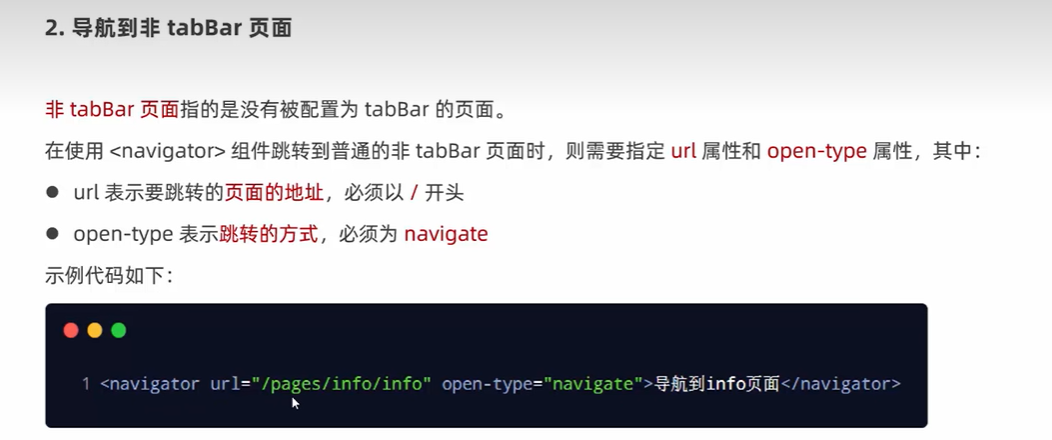 2. 导航到非 tabBar 页面
非 tabBar 页面指的是没有被配置为 tabBar 的页面。
在使用 <navigator> 组件跳转到普通的非 tabBar 页面时，则需要指定 url 属性和 open-type 属性，其中：
● url 表示要跳转的页面的地址，必须以 / 开头
● open-type 表示跳转的方式，必须为 navigate
示例代码如下：
1 <navigator url="/pages/info/info" open-type="navigate">导航到info页面</navigator>